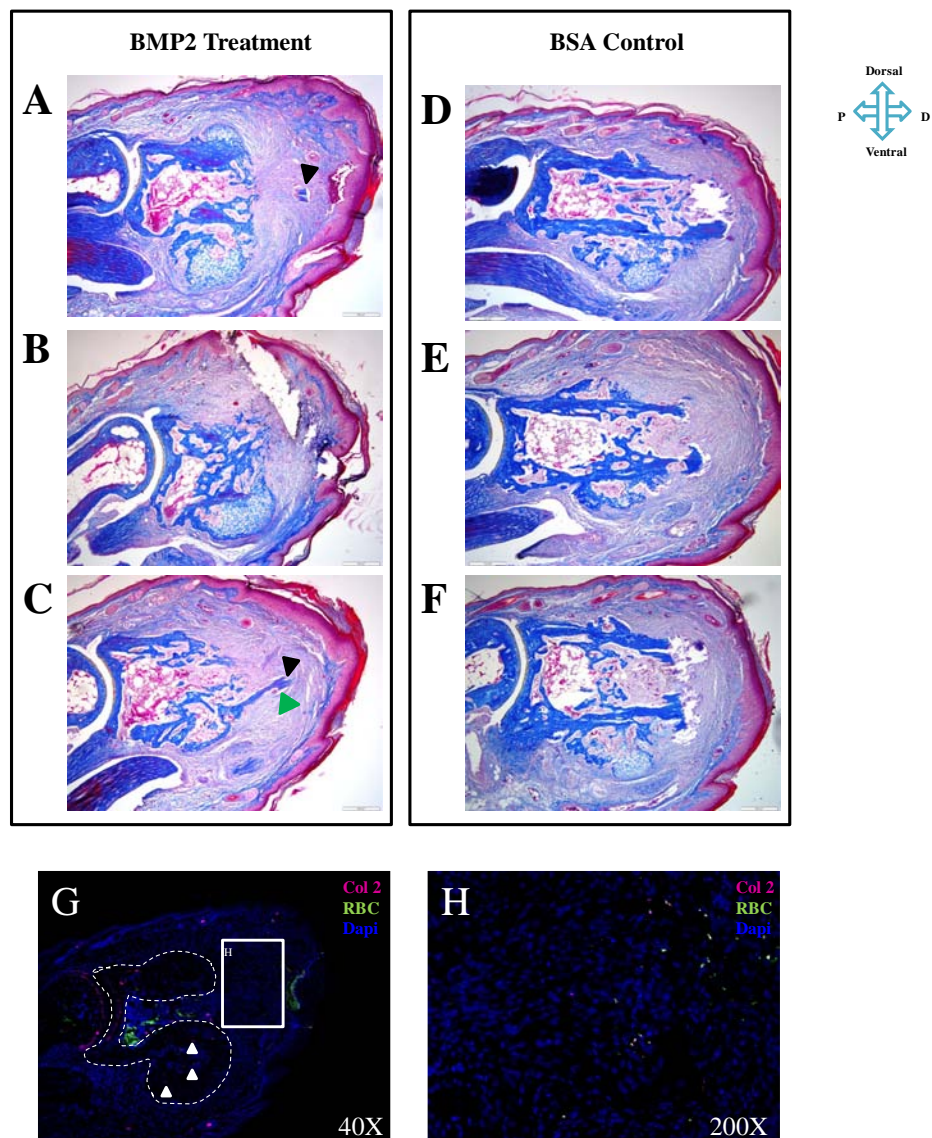 BMP2 Treatment
BSA Control
Dorsal
P D
Ventral
A
D
B
E
C
F
G
Col 2
RBC
Dapi
H
40X
H
Col 2
RBC
Dapi
200X